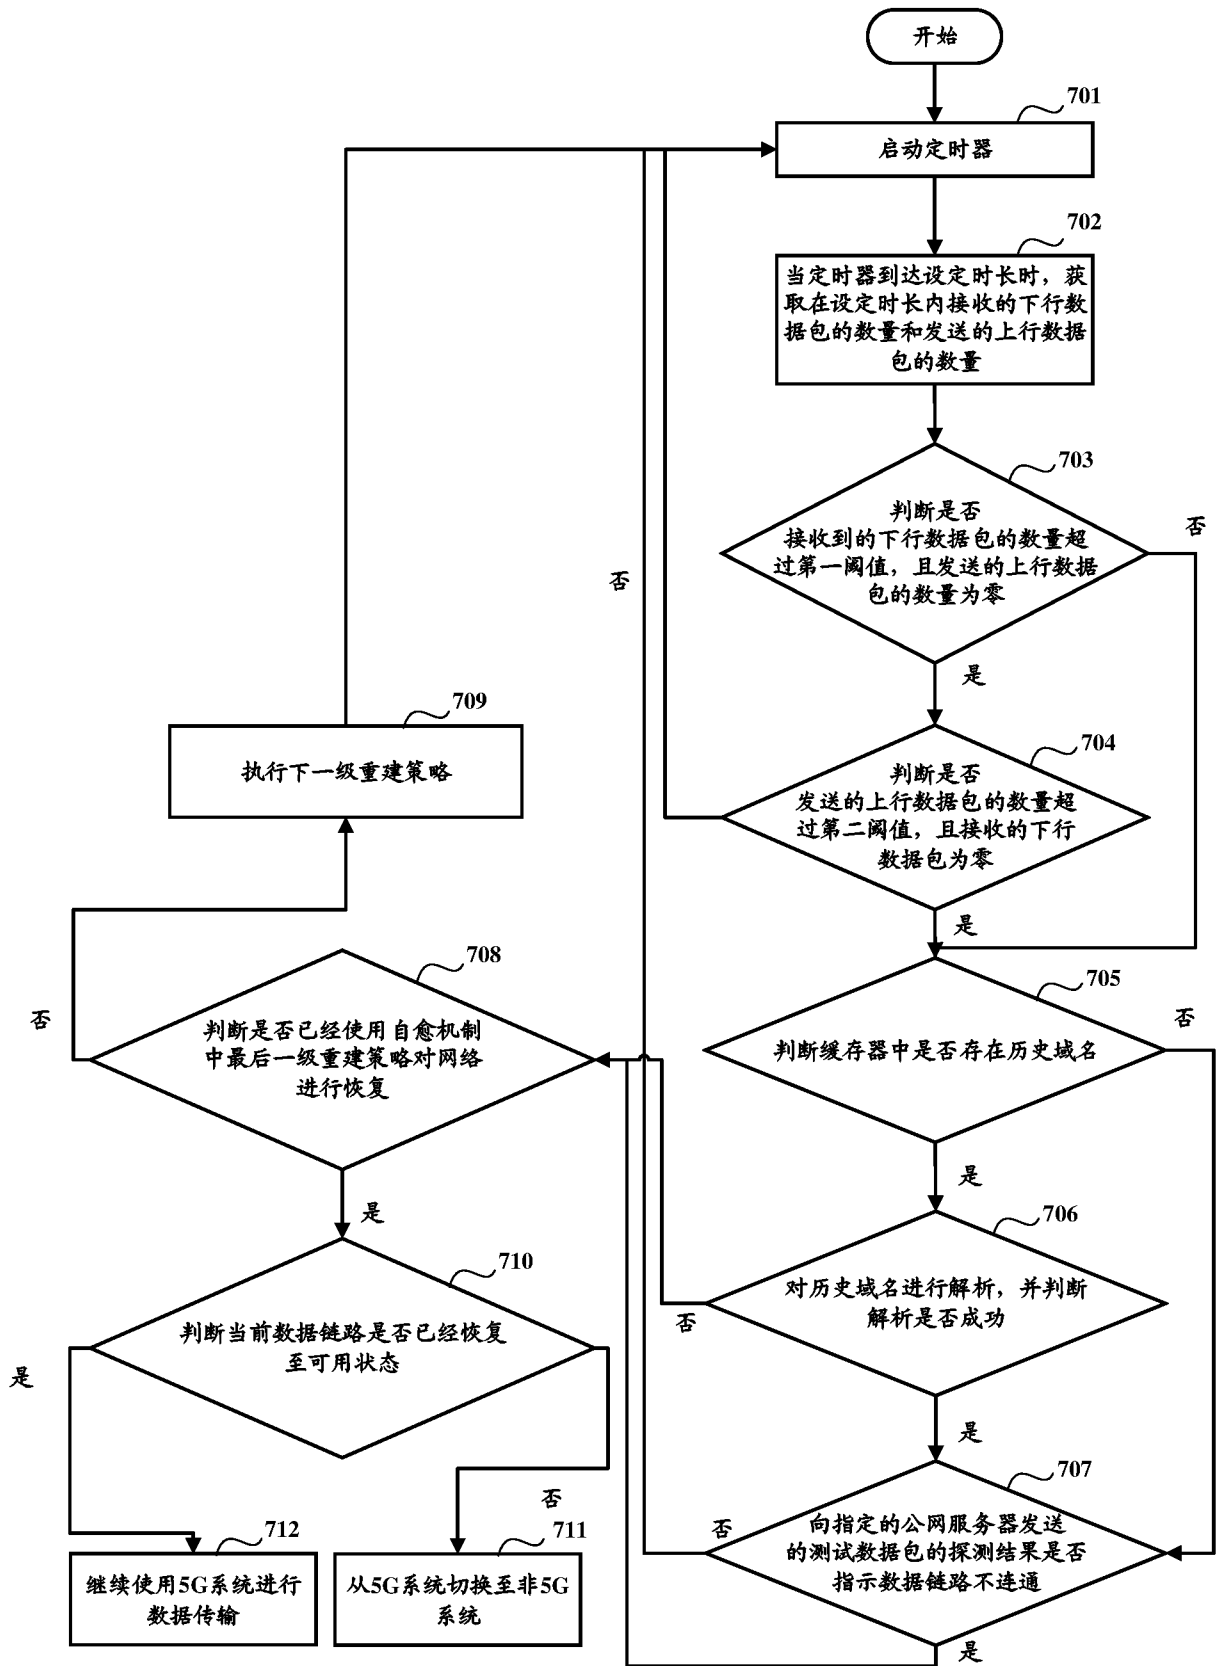 开始
701
启动定时器
702
当定时器到达设定时长时，获
取在设定时长内接收的下行数
据包的数量和发送的上行数据
包的数量
703
判断是否
接收到的下行数据包的数量超
过第一阈值，且发送的上行数据
包的数量为零
否
否
是
704
判断是否
发送的上行数据包的数量超
过第二阈值，且接收的下行
数据包为零
709
执行下一级重建策略
是
705
判断缓存器中是否存在历史域名
否
708
判断是否已经使用自愈机制
中最后一级重建策略对网络
进行恢复
否
是
是
706
对历史域名进行解析，并判断
解析是否成功
否
710
判断当前数据链路是否已经恢复
至可用状态
是
否
是
707
向指定的公网服务器发送
的测试数据包的探测结果是否
指示数据链路不连通
否
是
712
继续使用5G系统进行
数据传输
711
从5G系统切换至非5G
系统